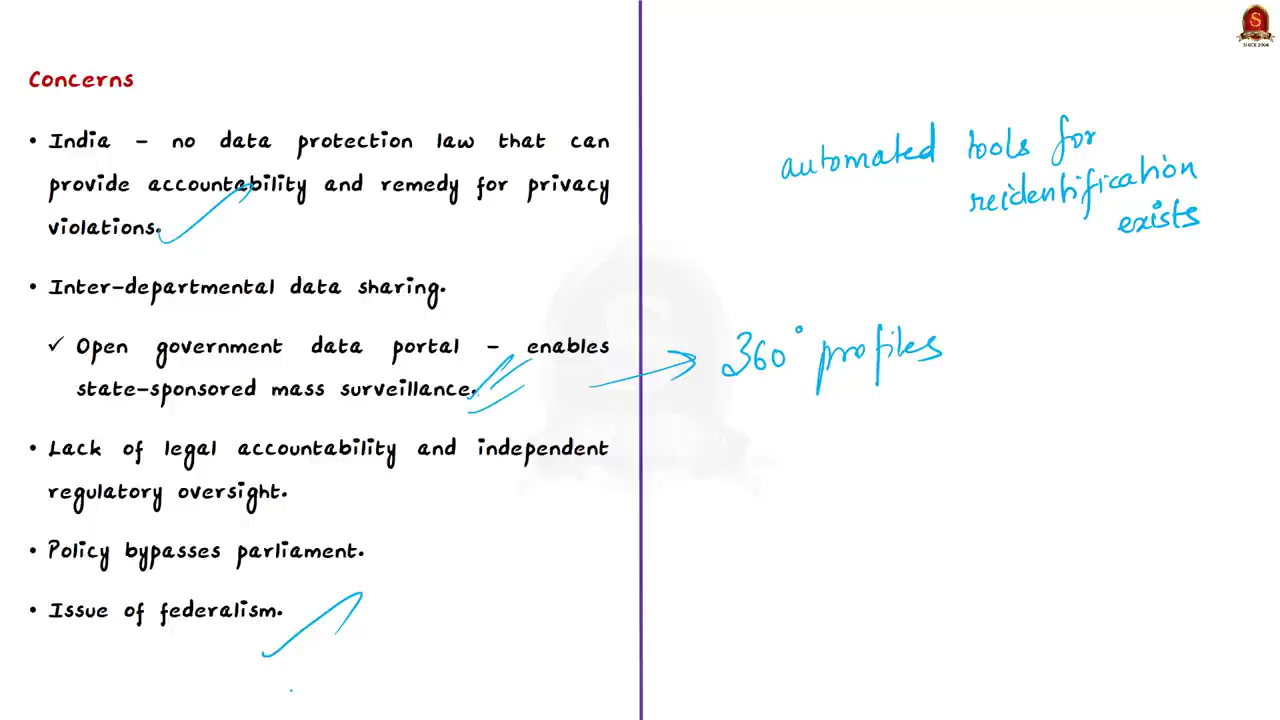 Concerns
• India – no data protection law that can
provide accountability and remedy for privacy
violations.
• Inter-departmental data sharing.
✓ Open government data portal – enables
state-sponsored mass surveillance.
• Lack of legal accountability and independent
regulatory oversight.
• Policy bypasses parliament.
• Issue of federalism.
S
SINCE 2004
automated tools for
reidentification
exists
360° profiles